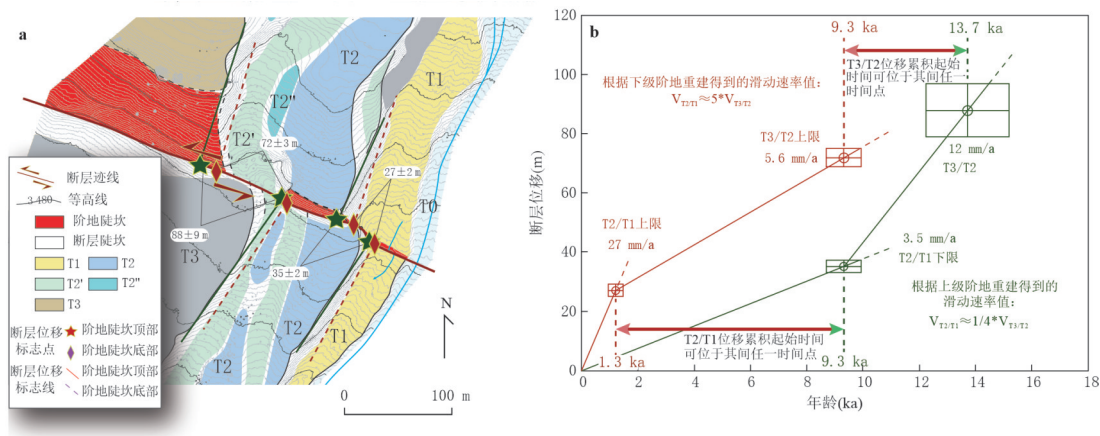 a
T3
T2
T1
T2"
T2'
72±3 m
27±2 m
T0
T3
88±9 m
35±2 m
T2
T1
T2
N
0
100 m
断层迹线
3 480
等高线
阶地陡坎
断层陡坎
T1
T2
T2'
T2"
T3
断层位移
标志点
阶地陡坎顶部
阶地陡坎底部
断层位移
标志线
阶地陡坎顶部
阶地陡坎底部
b
120
100
80
60
40
20
0
断层位移(m)
0
2
4
6
8
10
12
14
16
18
年龄(ka)
9.3 ka
13.7 ka
T3/T2位移累积起始
时间可位于其间任一
时间点
根据下级阶地重建得到的滑动速率值:
VT2/T1≈5*VT3/T2
T3/T2上限
5.6 mm/a
12 mm/a
T3/T2
T2/T1上限
27 mm/a
3.5 mm/a
T2/T1下限
根据上级阶地重建得到的
滑动速率值:
VT2/T1≈1/4*VT3/T2
T2/T1位移累积起始时间
可位于其间任一时间点
1.3 ka
9.3 ka